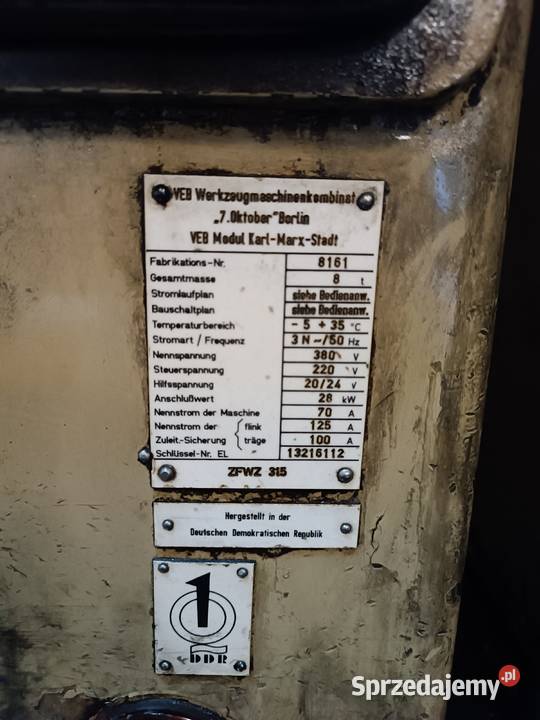 VEB Werkzeugmaschinenkombinat
„7.Oktober" Berlin
VEB Modul Karl-Marx-Stadt
Fabrikations-Nr. 8161
Gesamtmasse 8 t
Stromlaufplan siehe Bedienanw.
Bauschaltplan siehe Bedienanw.
Temperaturbereich - 5 + 35 °C
Stromart / Frequenz 3 N ~/50 Hz
Nennspannung 380 V
Steuerspannung 220 V
Hilfsspannung 20/24 V
Anschlußwert 28 kW
Nennstrom der Maschine 70 A
Nennstrom der flink 125 A
Zuleit.-Sicherung träge 100 A
Schlüssel-Nr. EL 13216112
ZFWZ 315
Hergestellt in der
Deutschen Demokratischen Republik
1
DDR
Sprzedajemy.pl